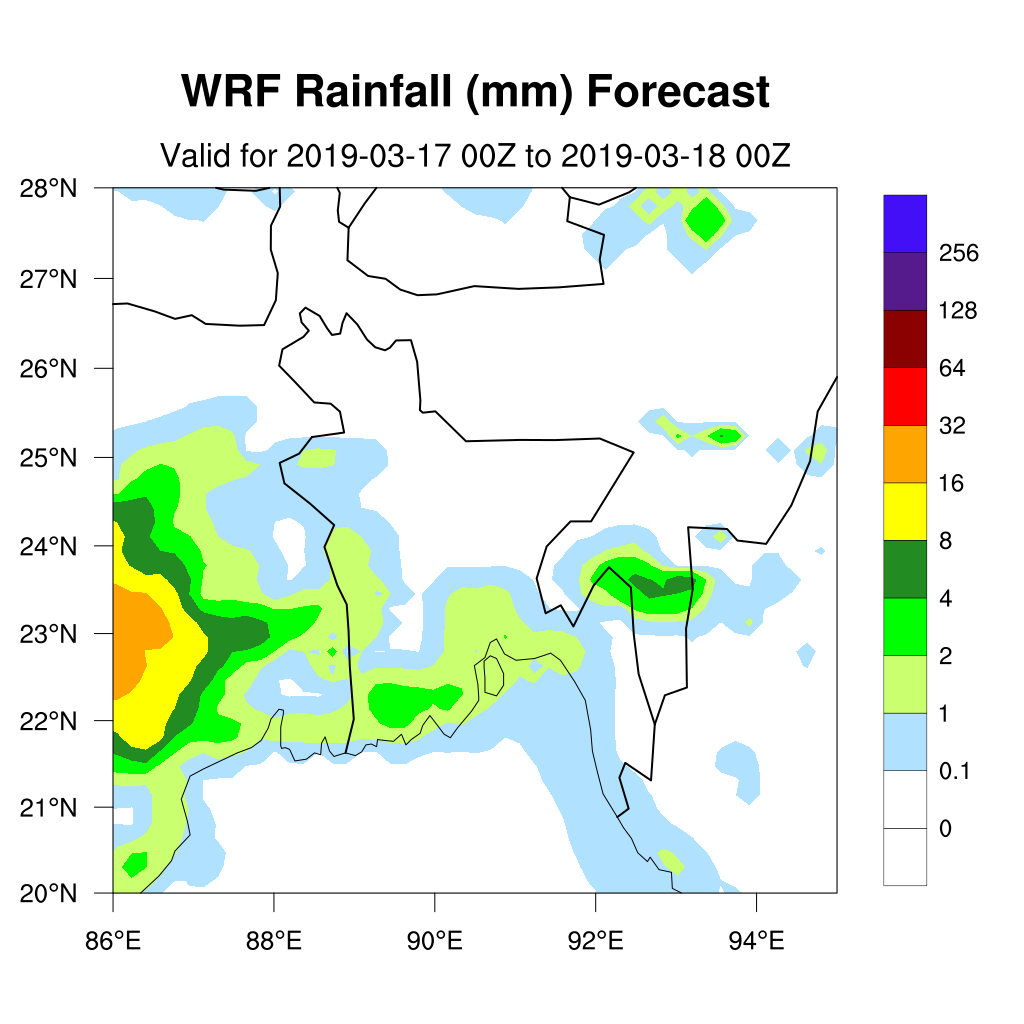 WRF Rainfall (mm) Forecast
Valid for 2019-03-17 00Z to 2019-03-18 00Z
28°N
27°N
26°N
25°N
24°N
23°N
22°N
21°N
20°N
86°E
88°E
90°E
92°E
94°E
256
128
64
32
16
8
4
2
1
0.1
0